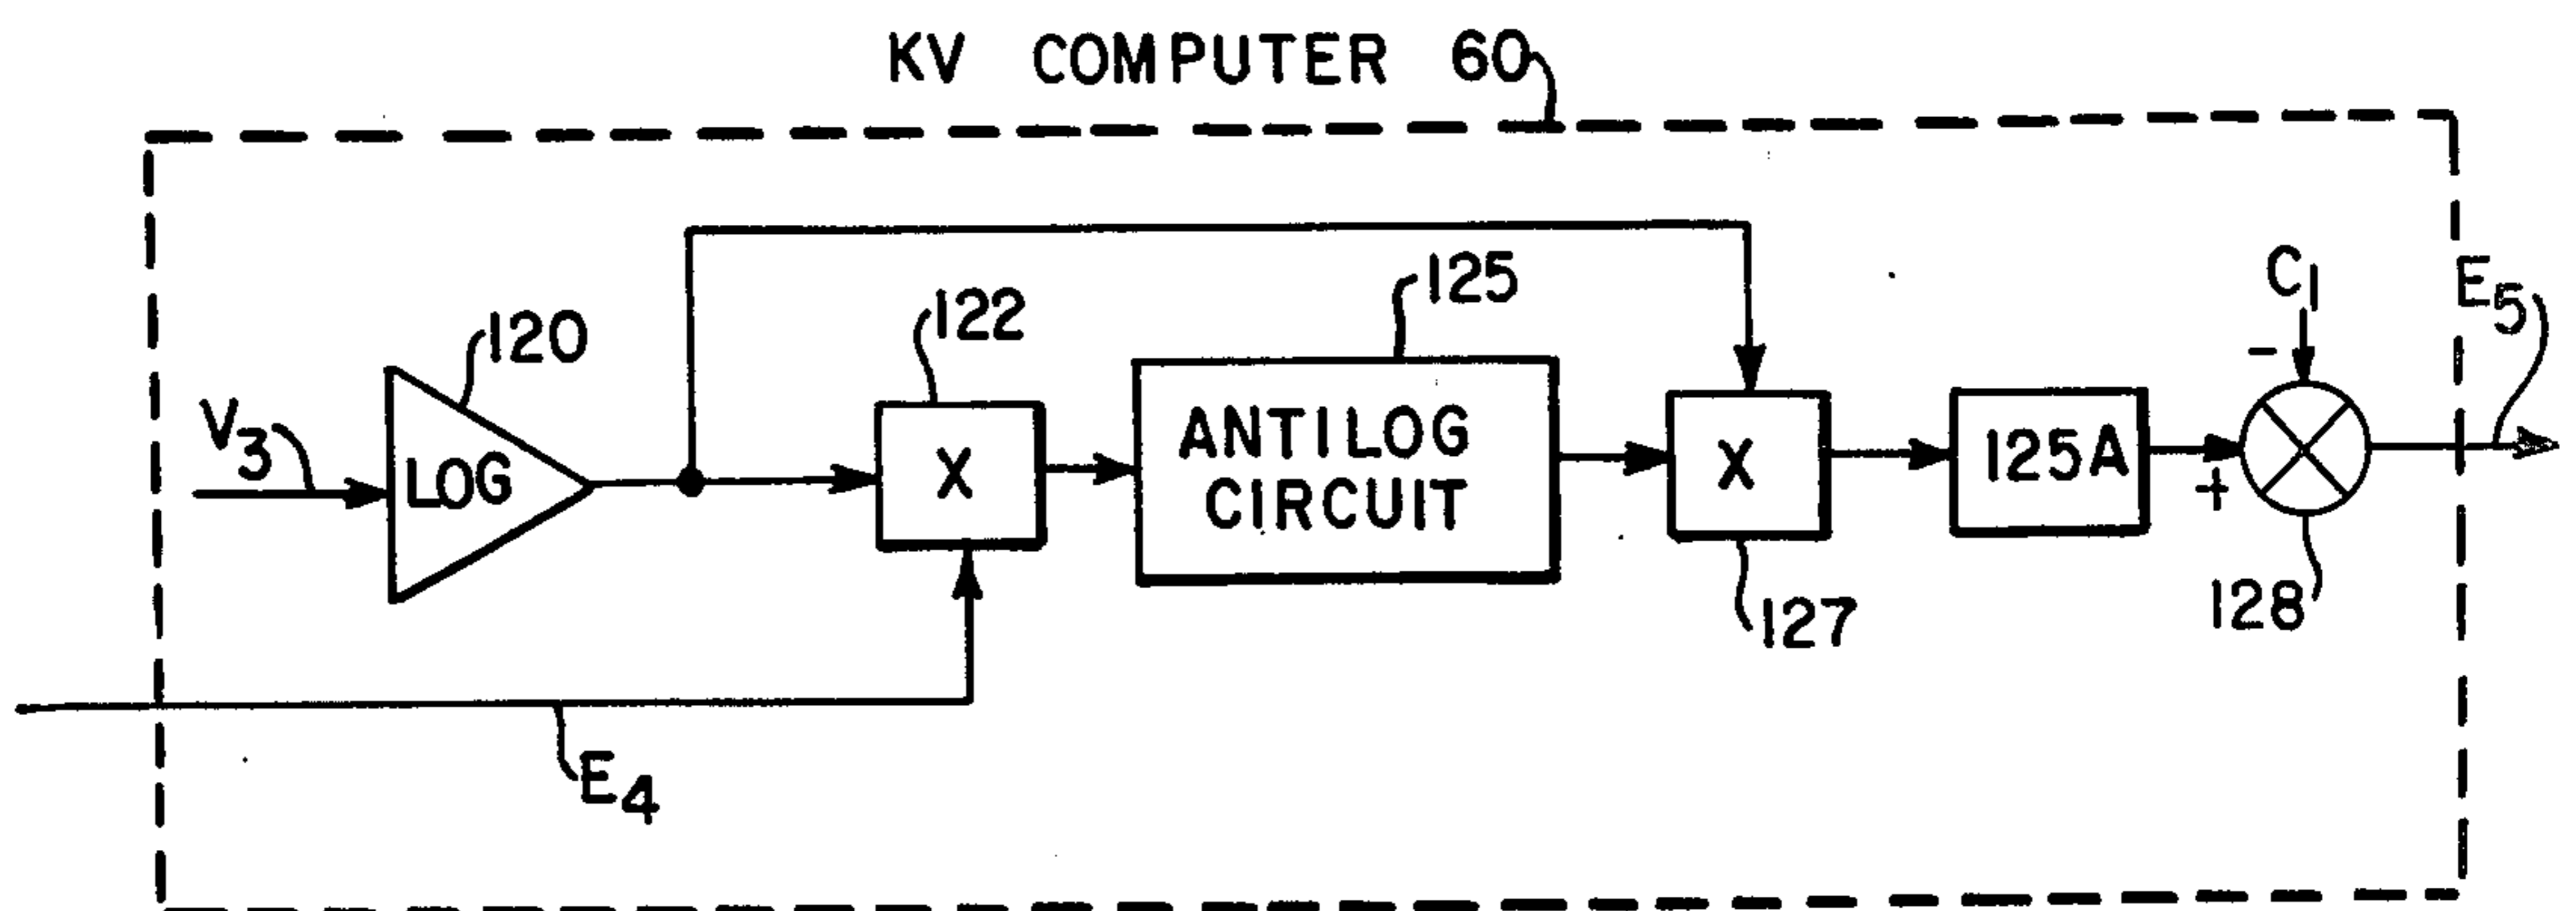 KV COMPUTER 60
V3
LOG
120
X
122
ANTILOG
CIRCUIT
125
X
127
125A
C1
-
+
128
E5
E4